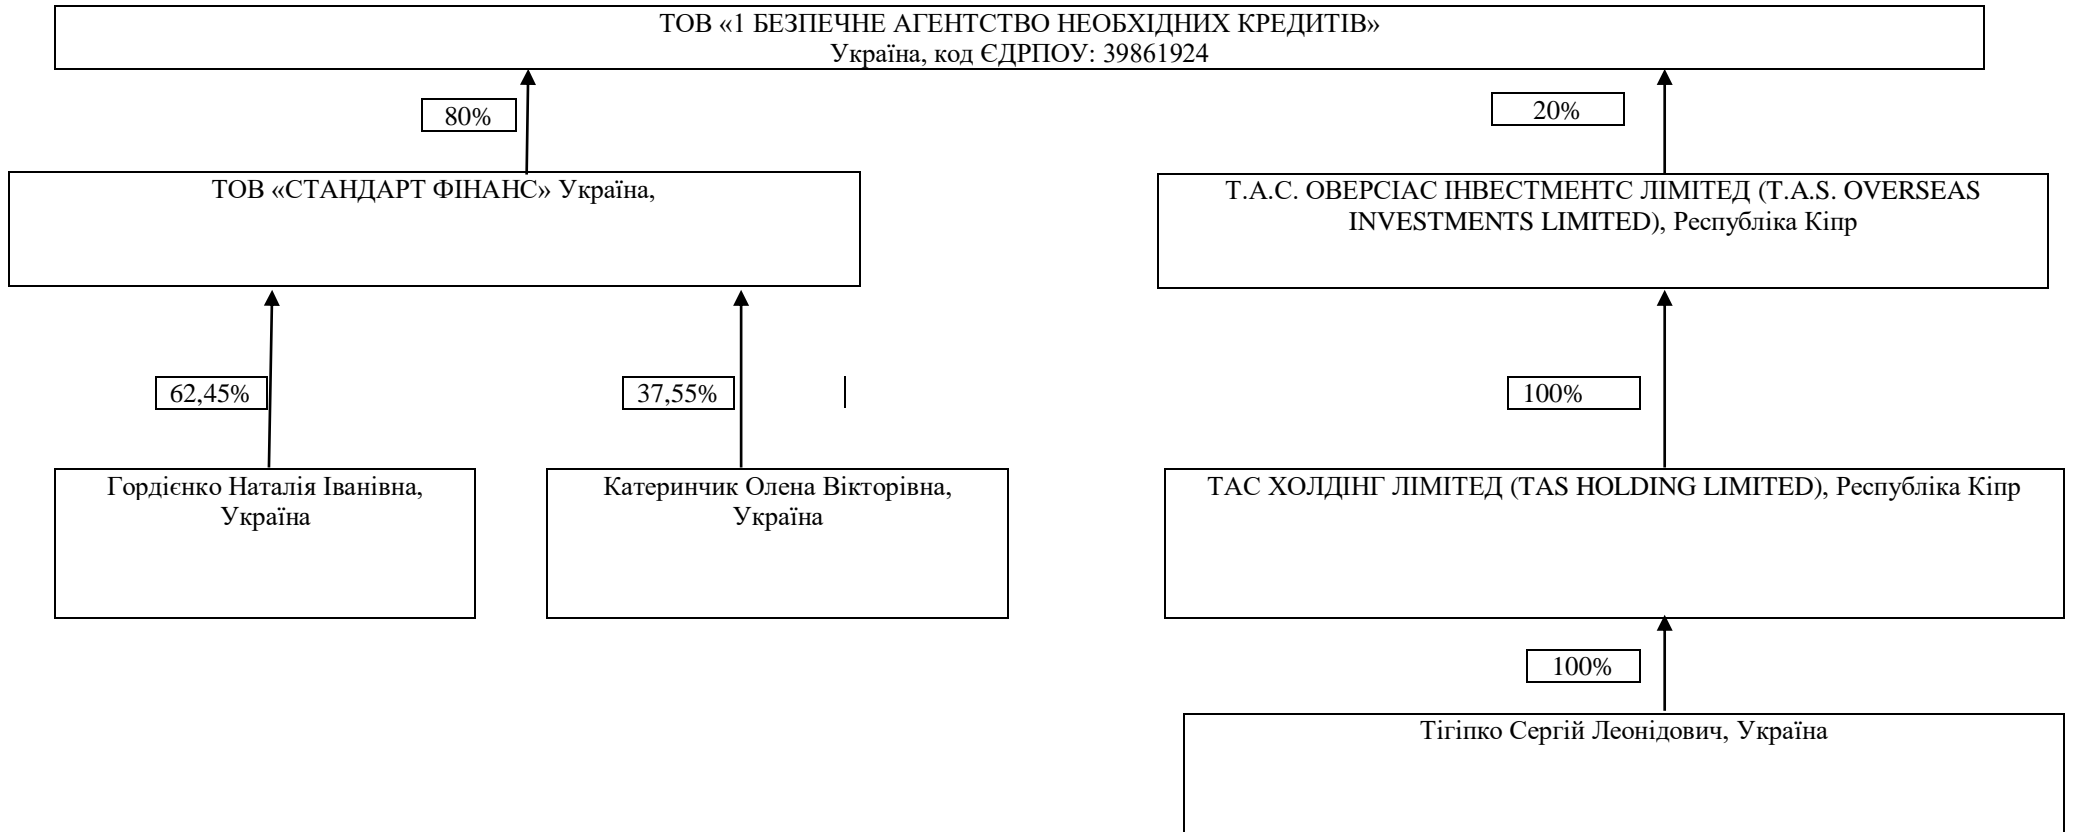 ТОВ «1 БЕЗПЕЧНЕ АГЕНТСТВО НЕОБХІДНИХ КРЕДИТІВ»
Україна, код ЄДРПОУ: 39861924
80%
20%
ТОВ «СТАНДАРТ ФІНАНС» Україна,
Т.А.С. ОВЕРСІАС ІНВЕСТМЕНТС ЛІМІТЕД (T.A.S. OVERSEAS
INVESTMENTS LIMITED), Республіка Кіпр
62,45%
37,55%
100%
Гордієнко Наталія Іванівна,
Україна
Катеринчик Олена Вікторівна,
Україна
ТАС ХОЛДІНГ ЛІМІТЕД (TAS HOLDING LIMITED), Республіка Кіпр
100%
Тігіпко Сергій Леонідович, Україна